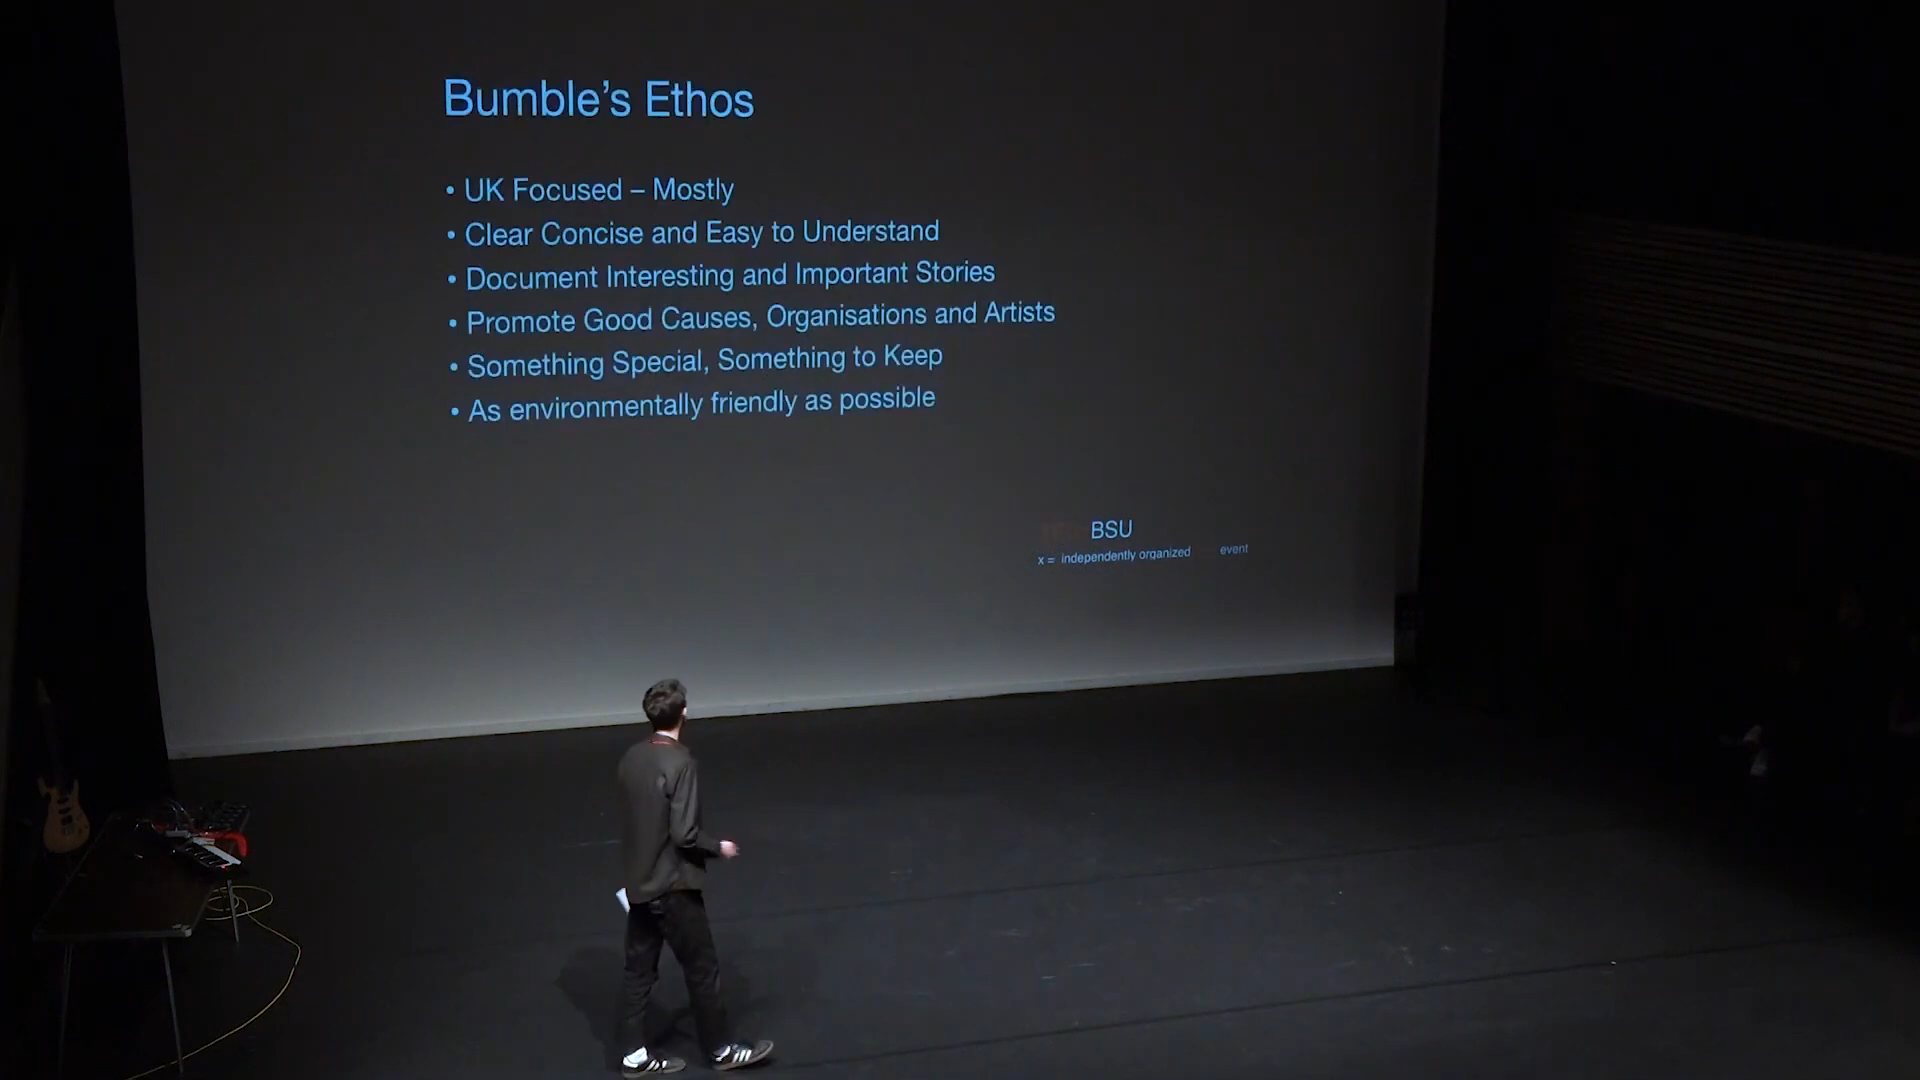 Bumble’s Ethos
• UK Focused – Mostly
• Clear Concise and Easy to Understand
• Document Interesting and Important Stories
• Promote Good Causes, Organisations and Artists
• Something Special, Something to Keep
• As environmentally friendly as possible
BSU
x = independently organized event